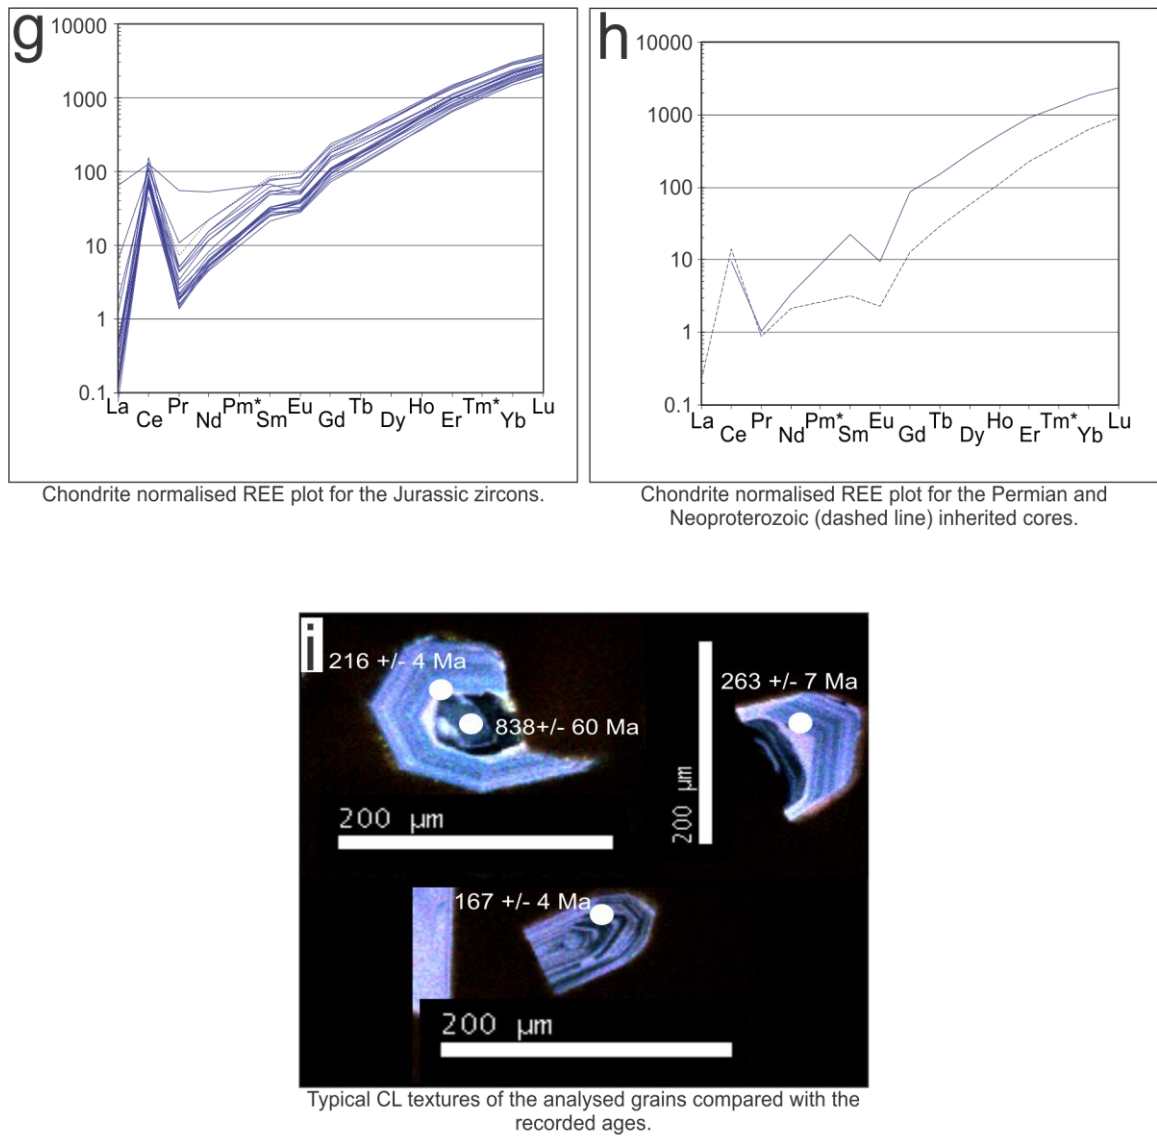 g
10000
1000
100
10
1
0.1
La Ce Pr Nd Pm* Sm Eu Gd Tb Dy Ho Er Tm* Yb Lu
Chondrite normalised REE plot for the Jurassic zircons.
h
10000
1000
100
10
1
0.1
La Ce Pr Nd Pm* Sm Eu Gd Tb Dy Ho Er Tm* Yb Lu
Chondrite normalised REE plot for the Permian and
Neoproterozoic (dashed line) inherited cores.
i
216 +/- 4 Ma
838+/- 60 Ma
200 µm
263 +/- 7 Ma
200 µm
167 +/- 4 Ma
200 µm
Typical CL textures of the analysed grains compared with the
recorded ages.